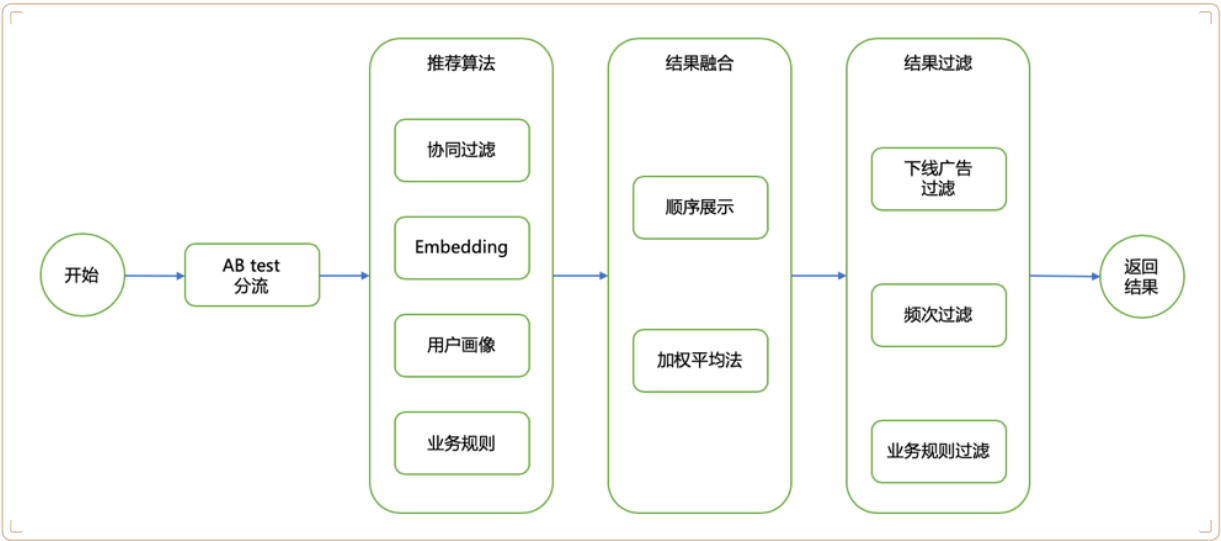 开始
AB test
分流
推荐算法
协同过滤
Embedding
用户画像
业务规则
结果融合
顺序展示
加权平均法
结果过滤
下线广告
过滤
频次过滤
业务规则过滤
返回
结果